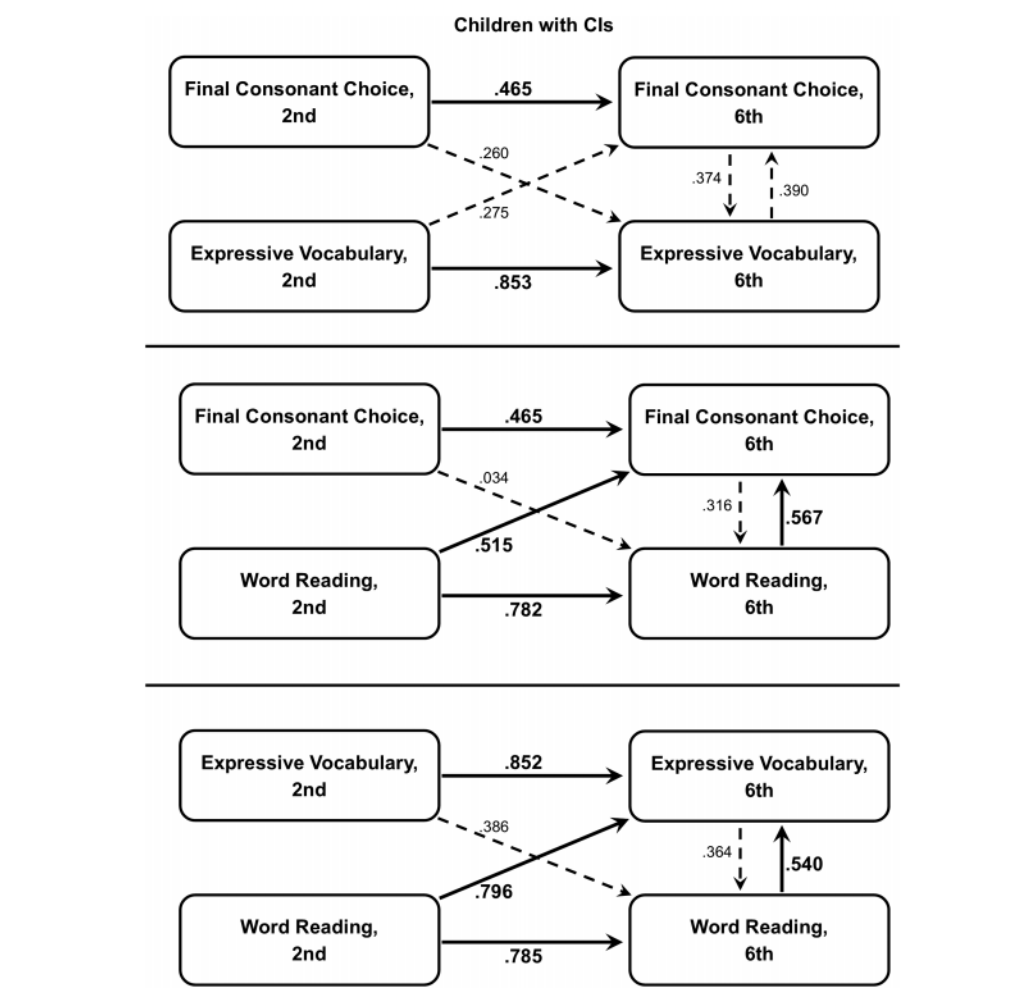 Children with CIs
Final Consonant Choice,
2nd
.465
Final Consonant Choice,
6th
.260
.275
.374
.390
Expressive Vocabulary,
2nd
.853
Expressive Vocabulary,
6th
Final Consonant Choice,
2nd
.465
Final Consonant Choice,
6th
.034
.515
.316
.567
Word Reading,
2nd
.782
Word Reading,
6th
Expressive Vocabulary,
2nd
.852
Expressive Vocabulary,
6th
.386
.796
.364
.540
Word Reading,
2nd
.785
Word Reading,
6th